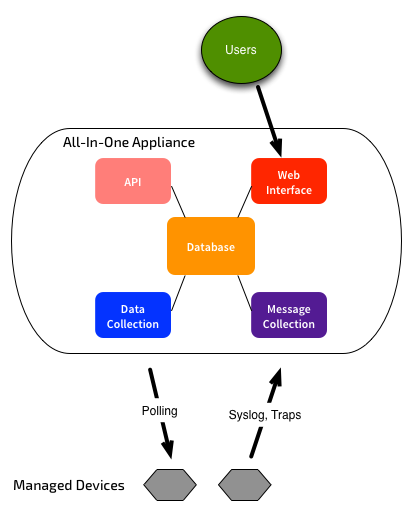 Users
All-In-One Appliance
API
Web
Interface
Database
Data
Collection
Message
Collection
Polling
Syslog, Traps
Managed Devices